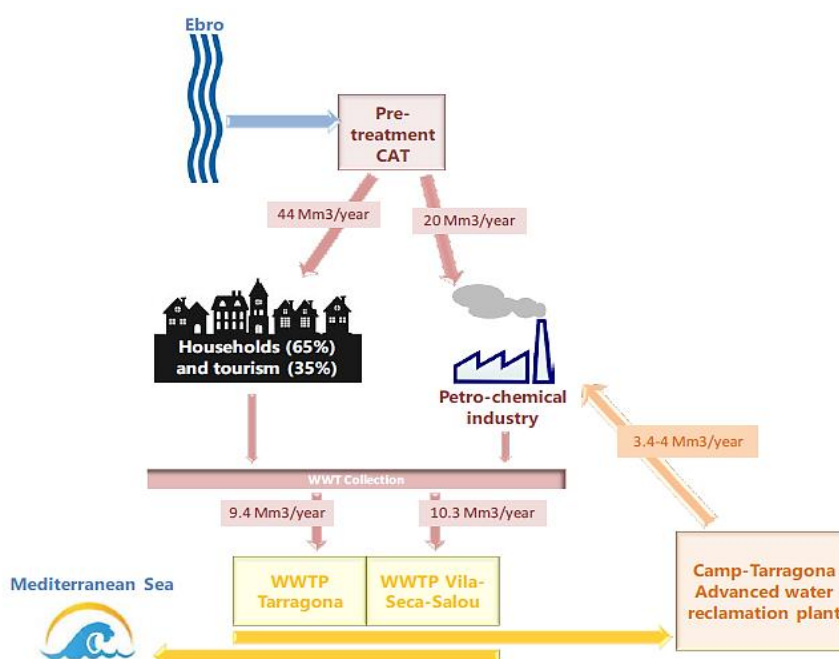 Ebro
Pre-
treatment
CAT
44 Mm3/year
20 Mm3/year
Households (65%)
and tourism (35%)
Petro-chemical
industry
3.4-4 Mm3/year
WWT Collection
9.4 Mm3/year
10.3 Mm3/year
WWTP
Tarragona
WWTP Vila-
Seca-Salou
Mediterranean Sea
Camp-Tarragona
Advanced water
reclamation plant